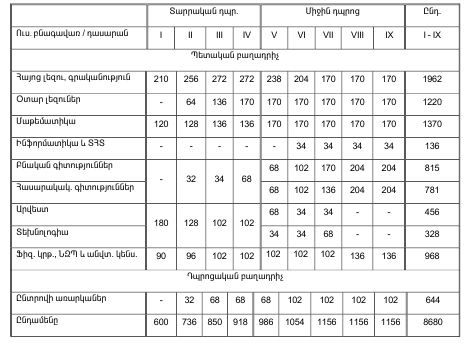 Տարրական դպր. Միջին դպրոց Ընդ.
Ուս. բնագավառ / դասարան I II III IV V VI VII VIII IX I - IX
Պետական բաղադրիչ
Հայոց լեզու, գրականություն 210 256 272 272 238 204 170 170 170 1962
Օտար լեզուներ - 64 136 170 170 170 170 170 170 1220
Մաթեմատիկա 120 128 136 136 170 170 170 170 170 1370
Ինֆորմատիկա և ՏՀՏ - - - - - 34 34 34 34 136
Բնական գիտություններ - 32 34 68 68 102 170 204 204 815
Հասարակակ. գիտություններ 68 102 136 204 204 781
Արվեստ 180 128 102 102 68 34 34 - - 456
Տեխնոլոգիա 34 34 68 - - 328
Ֆիզ. կրթ., ՆԶՊ և անվտ. կենս. 90 96 102 102 102 102 102 136 136 968
Դպրոցական բաղադրիչ
Ընտրովի առարկաներ - 32 68 68 68 102 102 102 102 644
Ընդամենը 600 736 850 918 986 1054 1156 1156 1156 8680